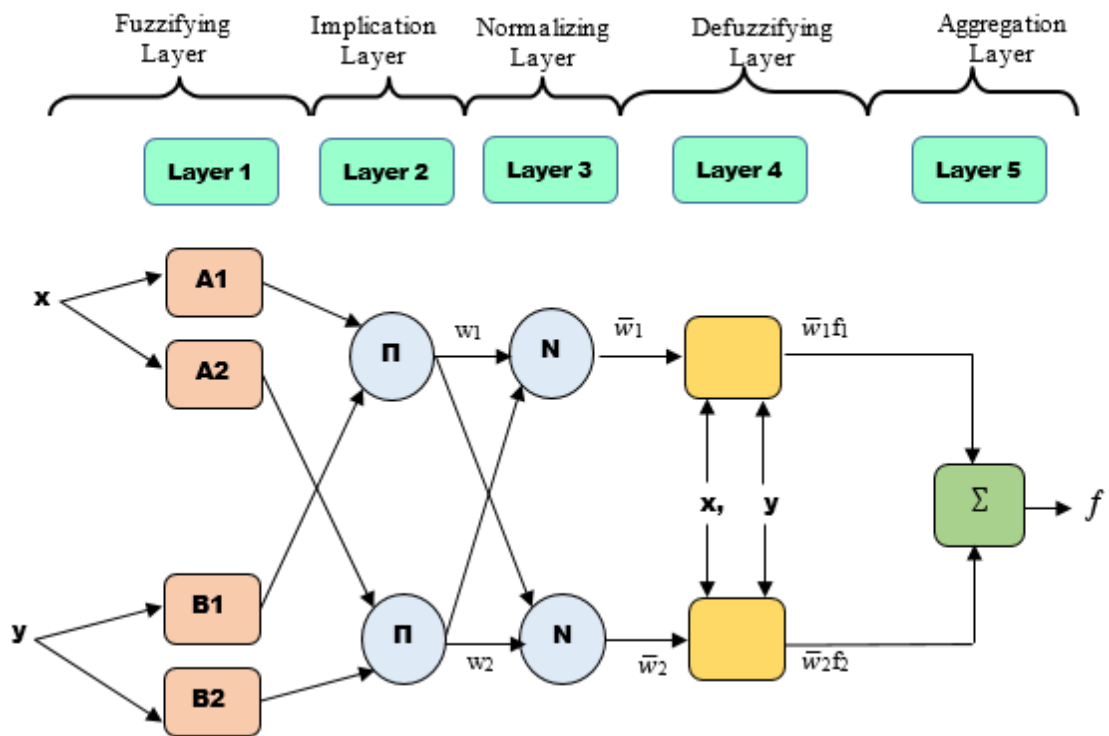 Fuzzifying
Layer
Implication
Layer
Normalizing
Layer
Defuzzifying
Layer
Aggregation
Layer
Layer 1
Layer 2
Layer 3
Layer 4
Layer 5
x
A1
A2
Π
w₁
N
w̅₁
w̅₁f₁
x,
y
Σ
f
y
B1
B2
Π
w₂
N
w̅₂
w̅₂f₂